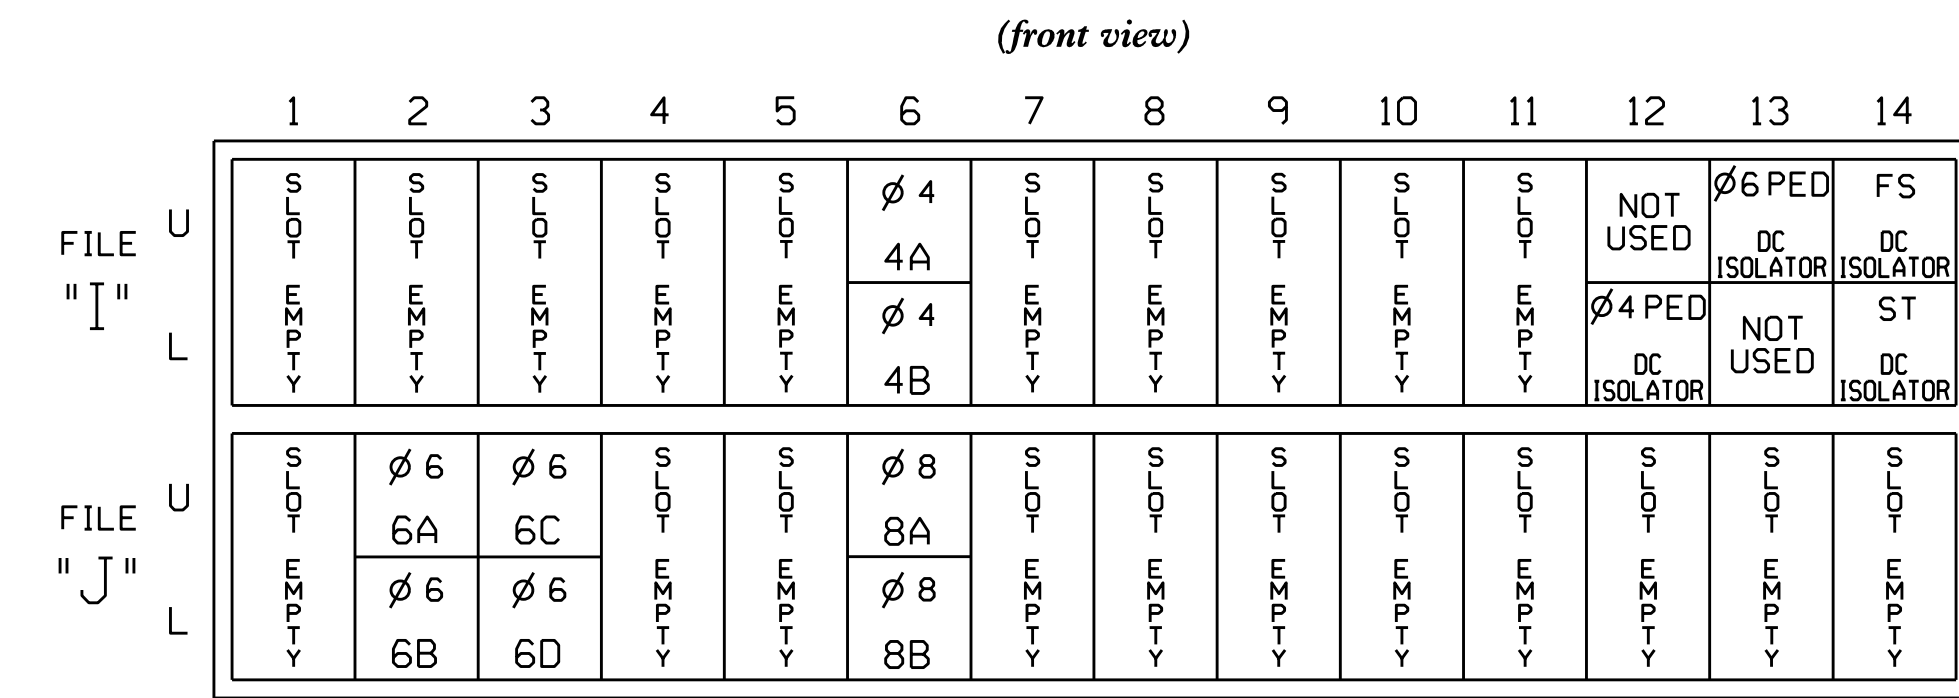 (front view)
1 2 3 4 5 6 7 8 9 10 11 12 13 14
FILE "I"
U
L
SLOT EMPTY
SLOT EMPTY
SLOT EMPTY
SLOT EMPTY
SLOT EMPTY
Ø 4
4A
Ø 4
4B
SLOT EMPTY
SLOT EMPTY
SLOT EMPTY
SLOT EMPTY
SLOT EMPTY
NOT
USED
Ø4 PED
DC
ISOLATOR
Ø6 PED
DC
ISOLATOR
NOT
USED
FS
DC
ISOLATOR
ST
DC
ISOLATOR
FILE
"J"
U
L
SLOT EMPTY
Ø 6
6A
Ø 6
6B
Ø 6
6C
Ø 6
6D
SLOT EMPTY
SLOT EMPTY
Ø 8
8A
Ø 8
8B
SLOT EMPTY
SLOT EMPTY
SLOT EMPTY
SLOT EMPTY
SLOT EMPTY
SLOT EMPTY
SLOT EMPTY
SLOT EMPTY